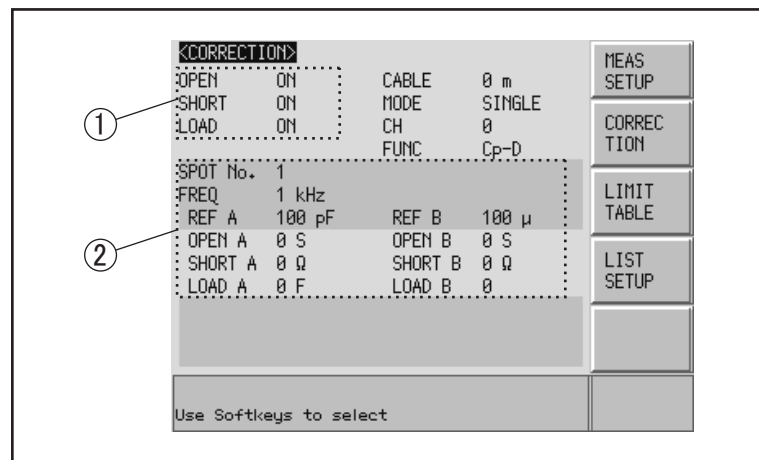 <CORRECTION>
OPEN ON CABLE 0 m
SHORT ON MODE SINGLE
LOAD ON CH 0
FUNC Cp-D
SPOT No. 1
FREQ 1 kHz
REF A 100 pF REF B 100 µ
OPEN A 0 S OPEN B 0 S
SHORT A 0 Ω SHORT B 0 Ω
LOAD A 0 F LOAD B 0
Use Softkeys to select
MEAS
SETUP
CORREC
TION
LIMIT
TABLE
LIST
SETUP
1
2